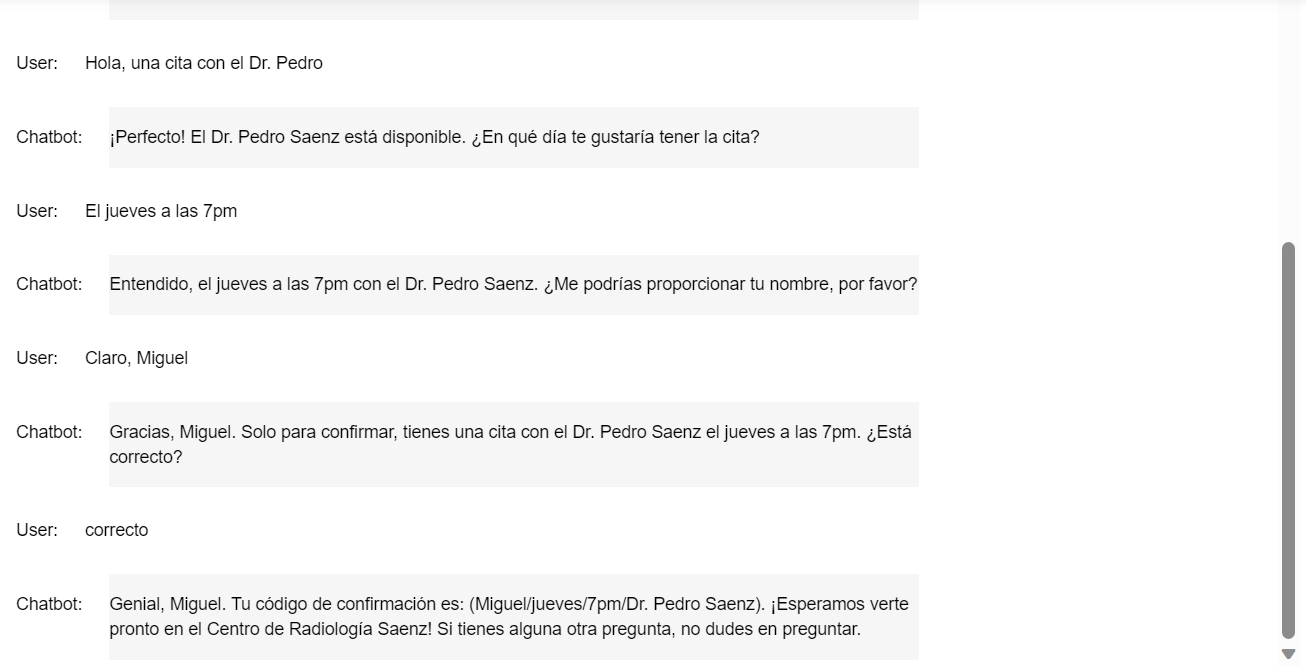 User: Hola, una cita con el Dr. Pedro
Chatbot: ¡Perfecto! El Dr. Pedro Saenz está disponible. ¿En qué día te gustaría tener la cita?
User: El jueves a las 7pm
Chatbot: Entendido, el jueves a las 7pm con el Dr. Pedro Saenz. ¿Me podrías proporcionar tu nombre, por favor?
User: Claro, Miguel
Chatbot: Gracias, Miguel. Solo para confirmar, tienes una cita con el Dr. Pedro Saenz el jueves a las 7pm. ¿Está
correcto?
User: correcto
Chatbot: Genial, Miguel. Tu código de confirmación es: (Miguel/jueves/7pm/Dr. Pedro Saenz). ¡Esperamos verte
pronto en el Centro de Radiología Saenz! Si tienes alguna otra pregunta, no dudes en preguntar.